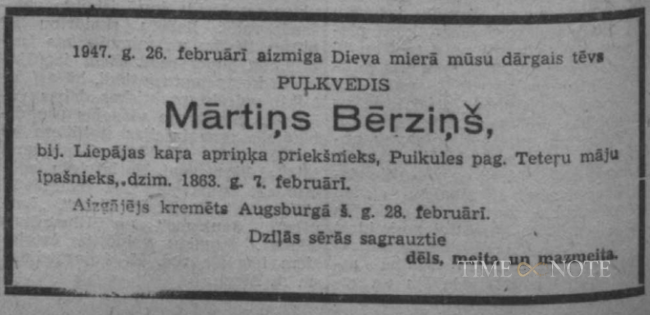 1947. g. 26. februārī aizmiga Dieva mierā mūsu dārgais tēvs
PUĻKVEDIS
Mārtiņs Bērziņš,
bij. Liepājas kaŗa apriņķa priekšnieks, Puikules pag. Teteŗu māju
īpašnieks, dzim. 1863. g. 7. februārī.
Aizgājējs kremēts Augsburgā š. g. 28. februārī.
Dziļās sērās sagrauztie
dēls, meita un mazmeita.
TIME NOTE